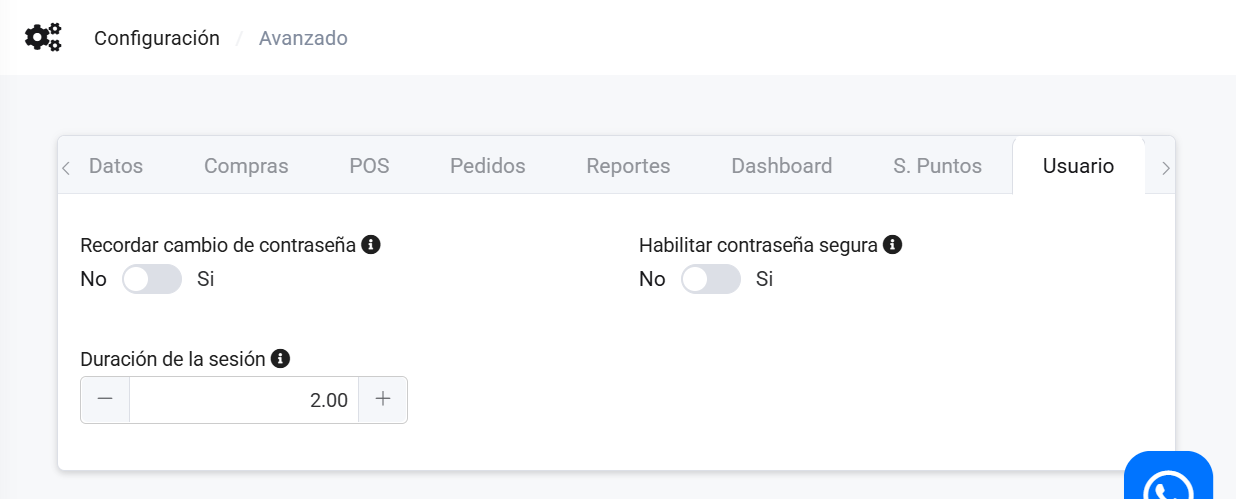 Configuración / Avanzado
Datos Compras POS Pedidos Reportes Dashboard S. Puntos Usuario
Recordar cambio de contraseña Habilitar contraseña segura
No Si No Si
Duración de la sesión
2.00